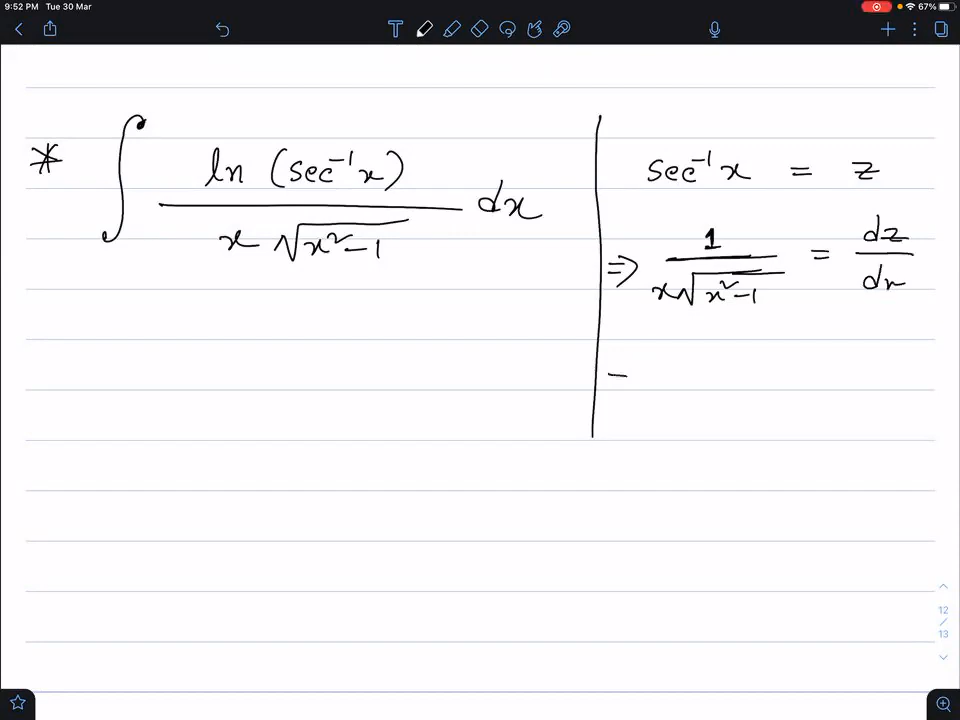 9:52 PM Tue 30 Mar
67%
* ∫ ln (sec⁻¹x) / x √(x²-1) dx
sec⁻¹x = z
⇒ 1 / x√(x²-1) = dz/dx
12
/
13